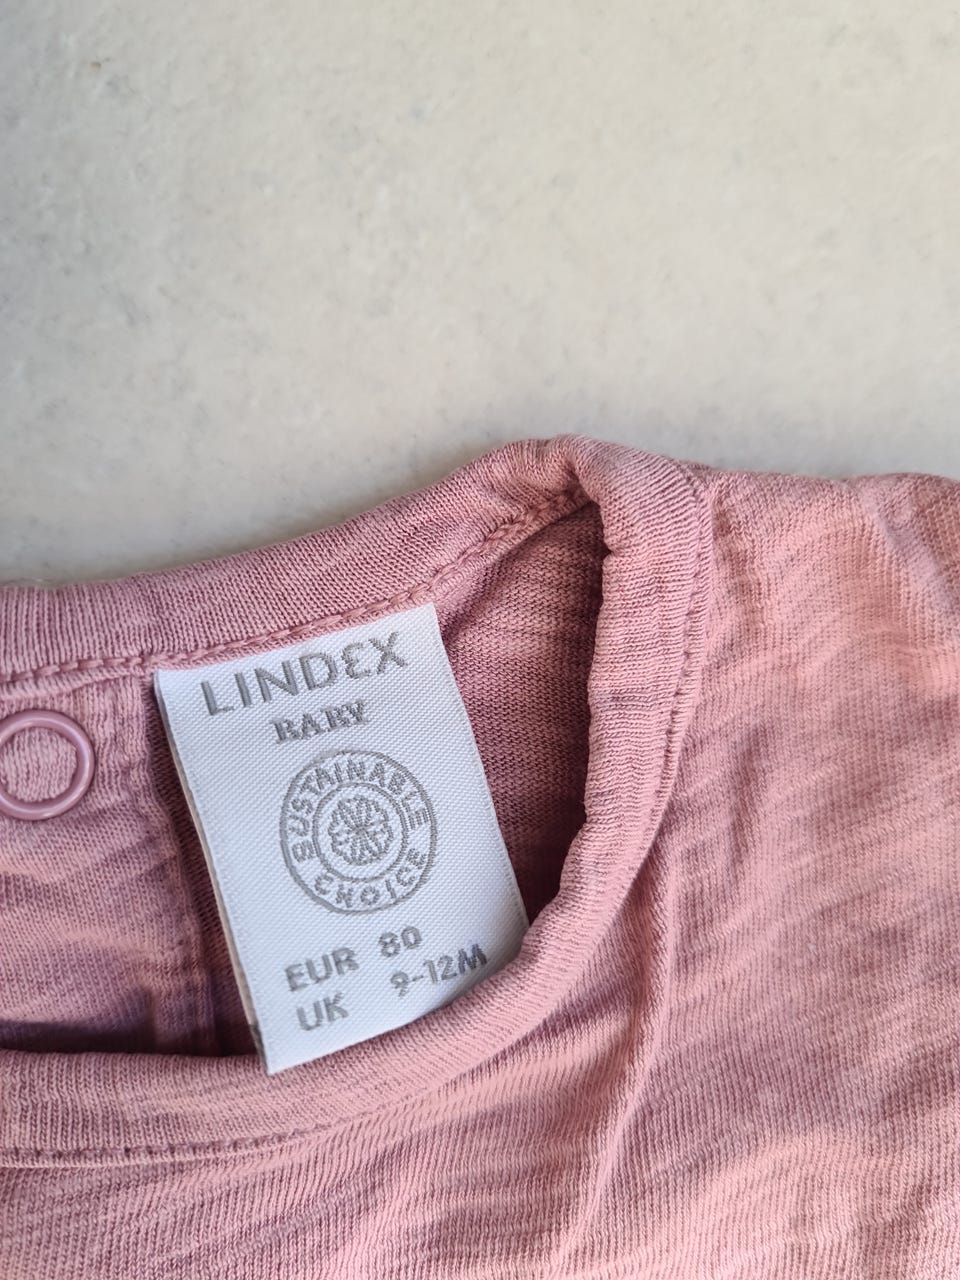 LINDEX
BABY
SUSTAINABLE
CHOICE
EUR 80
UK 9-12M